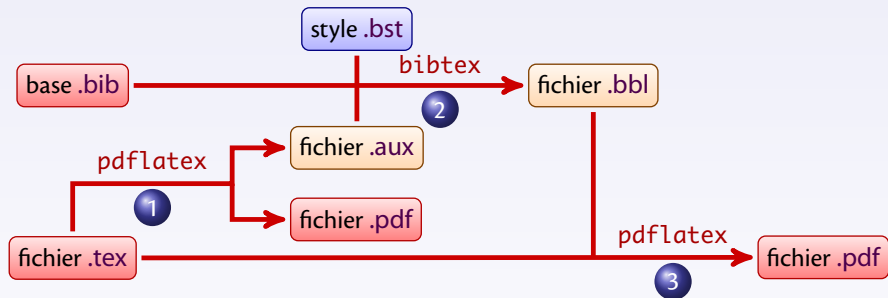 style .bst
base .bib
bibtex
fichier .bbl
2
fichier .aux
pdflatex
1
fichier .pdf
pdflatex
fichier .tex
fichier .pdf
3